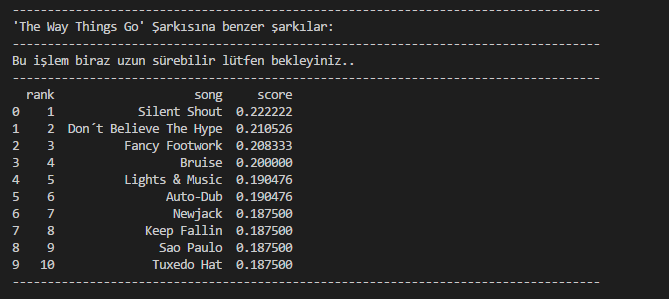 --------------------------------------------------------------------------------
'The Way Things Go' Şarkısına benzer şarkılar:
--------------------------------------------------------------------------------
Bu işlem biraz uzun sürebilir lütfen bekleyiniz..
--------------------------------------------------------------------------------
rank song score
0 1 Silent Shout 0.222222
1 2 Don´t Believe The Hype 0.210526
2 3 Fancy Footwork 0.208333
3 4 Bruise 0.200000
4 5 Lights & Music 0.190476
5 6 Auto-Dub 0.190476
6 7 Newjack 0.187500
7 8 Keep Fallin 0.187500
8 9 Sao Paulo 0.187500
9 10 Tuxedo Hat 0.187500
--------------------------------------------------------------------------------